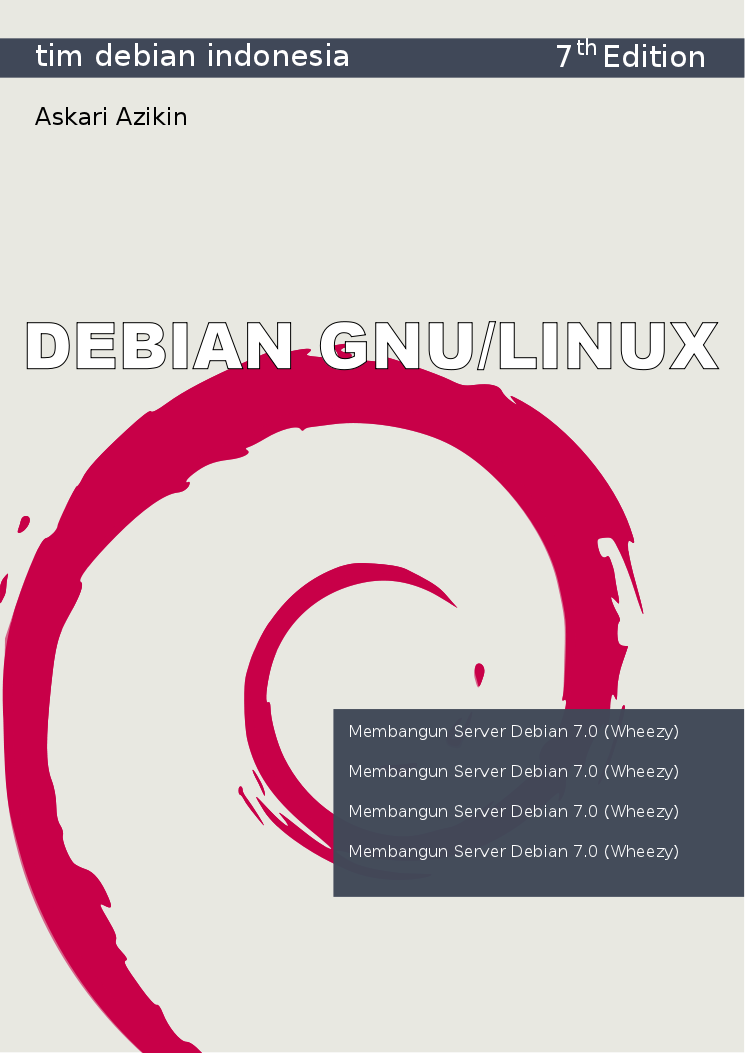 tim debian indonesia 7th Edition
Askari Azikin
DEBIAN GNU/LINUX
Membangun Server Debian 7.0 (Wheezy)
Membangun Server Debian 7.0 (Wheezy)
Membangun Server Debian 7.0 (Wheezy)
Membangun Server Debian 7.0 (Wheezy)